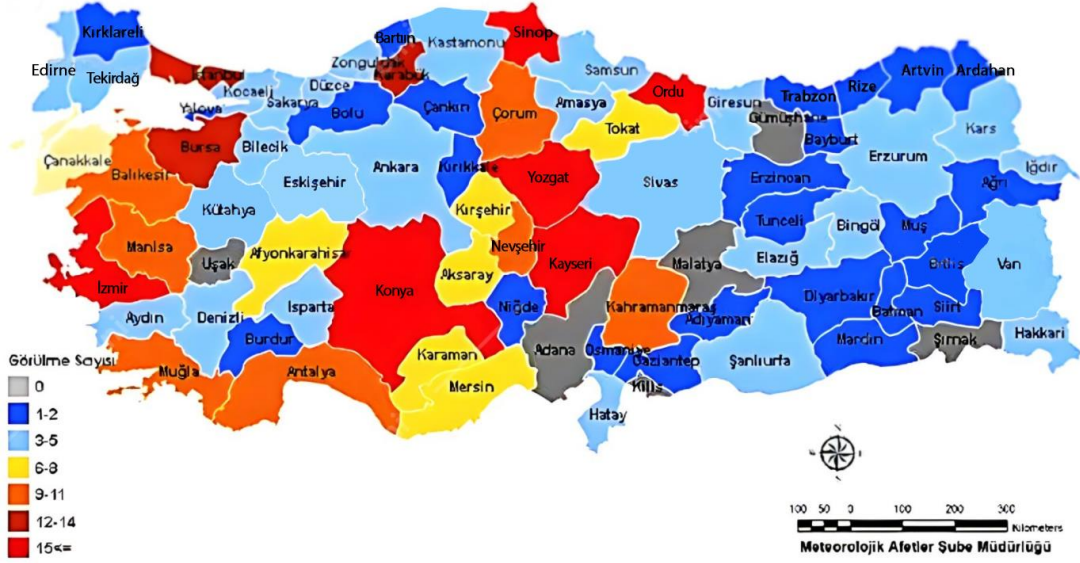 Kırklareli
Edirne
Tekirdağ
İstanbul
Kocaeli
Yalova
Sakarya
Düzce
Bolu
Zonguldak
Bartın
Karabük
Kastamonu
Sinop
Samsun
Çankırı
Çorum
Amasya
Ordu
Tokat
Giresun
Gümüşhane
Trabzon
Rize
Artvin
Ardahan
Bayburt
Kars
Iğdır
Erzurum
Ağrı
Çanakkale
Balıkesir
Bursa
Bilecik
Eskişehir
Kütahya
Ankara
Kırıkkale
Yozgat
Sivas
Erzincan
Tunceli
Bingöl
Muş
Bitlis
Van
Manisa
Uşak
Afyonkarahisa
Kırşehir
Nevşehir
Aksaray
Kayseri
Malatya
Elazığ
İzmir
Konya
Niğde
Kahramanmaraş
Adıyaman
Diyarbakır
Batman
Siirt
Aydın
Denizli
Isparta
Burdur
Mardin
Şırnak
Hakkari
Muğla
Antalya
Karaman
Mersin
Adana
Osmaniye
Gaziantep
Kilis
Şanlıurfa
Hatay
Görülme Sayısı
0
1-2
3-5
6-8
9-11
12-14
15<=
100 50 0 100 200 300
Kilometers
Meteorolojik Afetler Şube Müdürlüğü